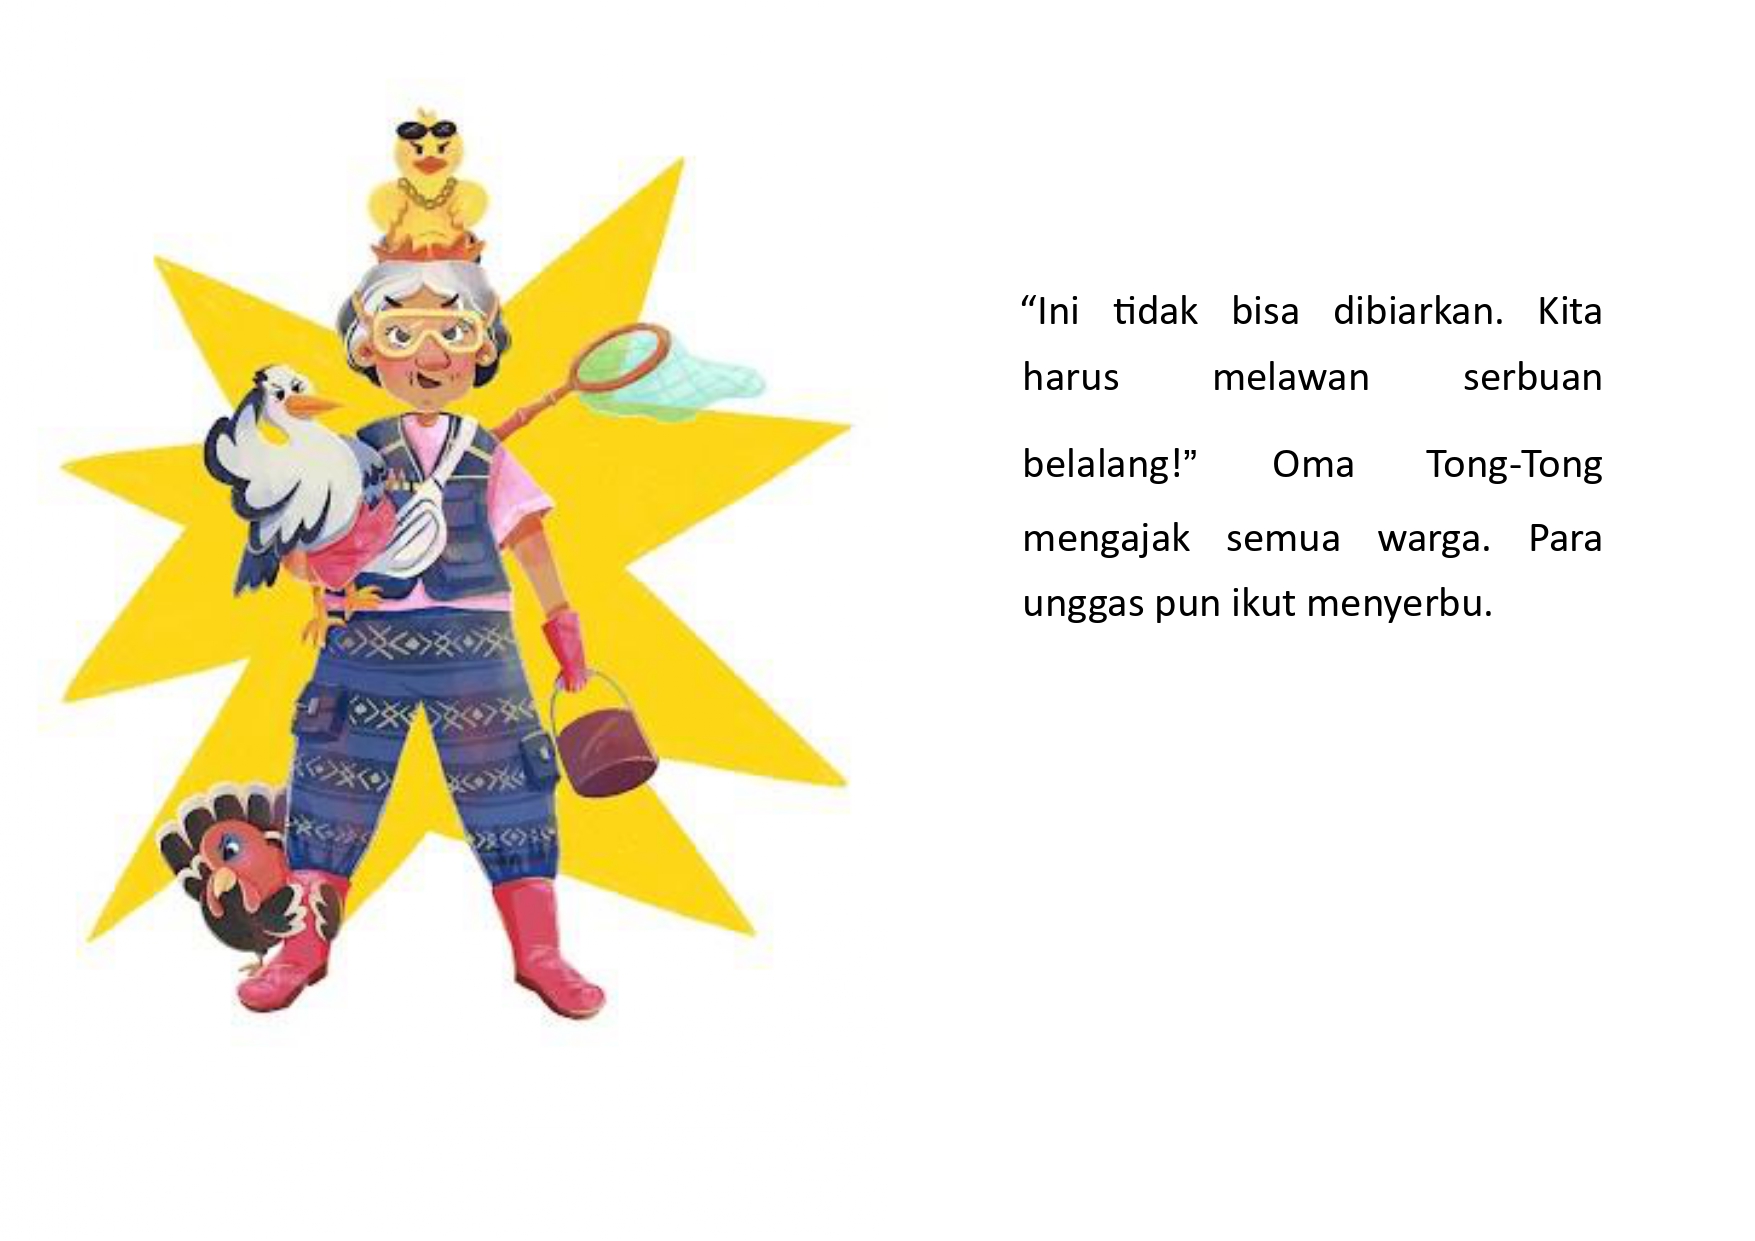 “Ini tidak bisa dibiarkan. Kita
harus melawan serbuan
belalang!” Oma Tong-Tong
mengajak semua warga. Para
unggas pun ikut menyerbu.